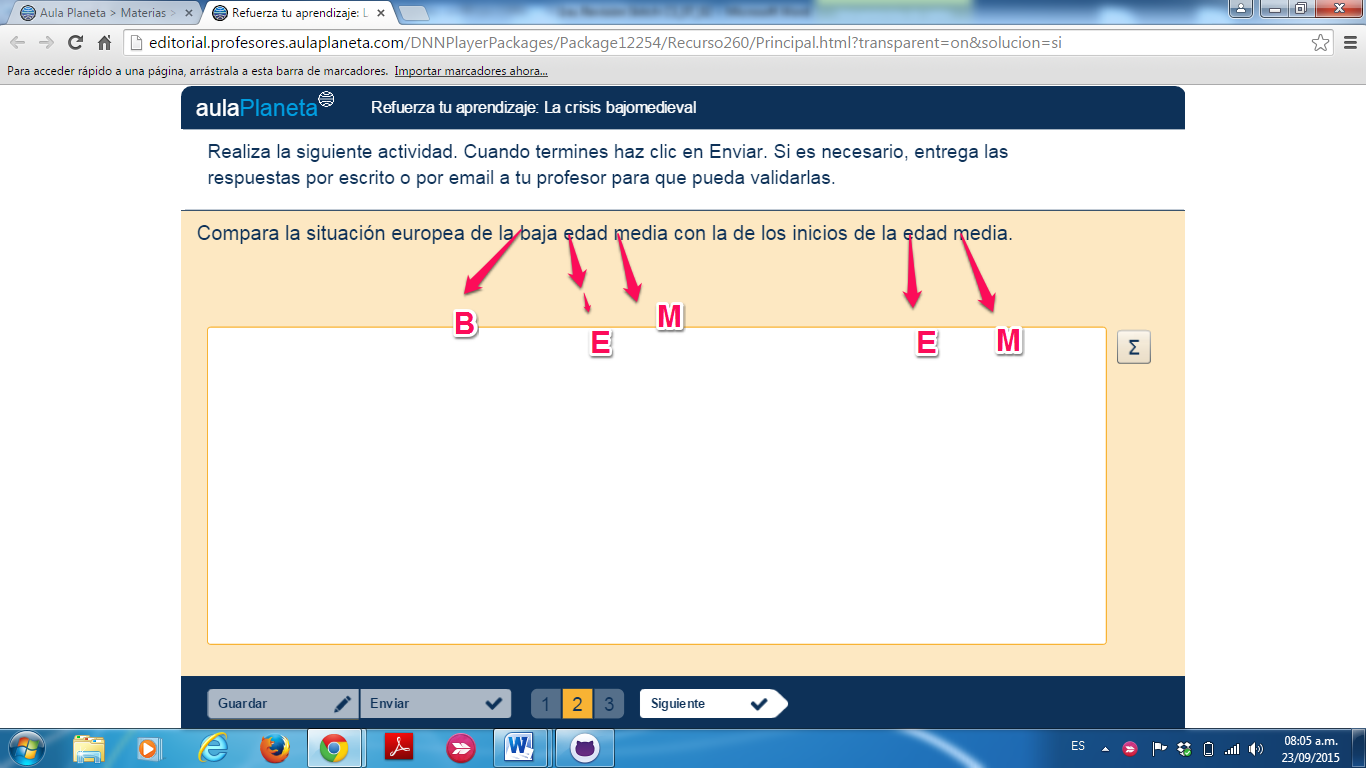 Aula Planeta > Materias >
Refuerza tu aprendizaje: L
editorial.profesores.aulaplaneta.com/DNNPlayerPackages/Package12254/Recurso260/Principal.html?transparent=on&solucion=si
Para acceder rápido a una página, arrástrala a esta barra de marcadores. Importar marcadores ahora...
aulaPlaneta Refuerza tu aprendizaje: La crisis bajomedieval
Realiza la siguiente actividad. Cuando termines haz clic en Enviar. Si es necesario, entrega las
respuestas por escrito o por email a tu profesor para que pueda validarlas.
Compara la situación europea de la baja edad media con la de los inicios de la edad media.
B E M E M
Σ
Guardar Enviar 1 2 3 Siguiente
ES 08:05 a.m.
23/09/2015